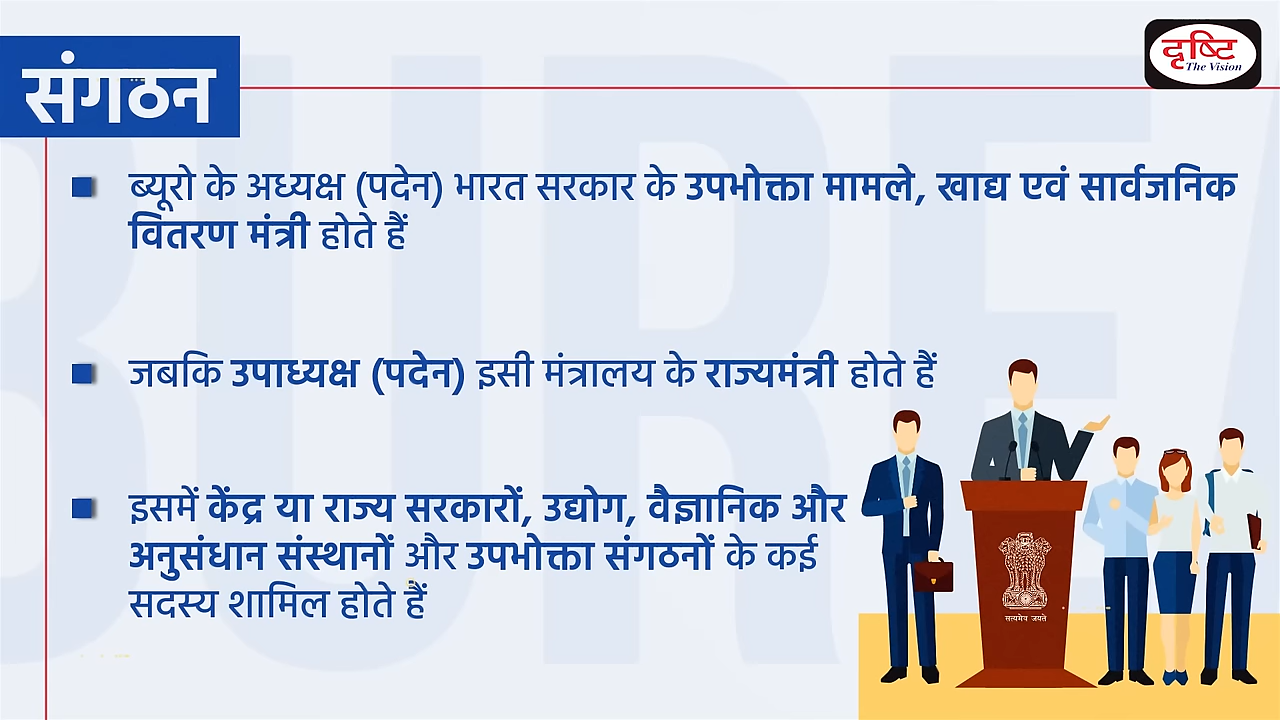 दृष्टि
The Vision
संगठन
ब्यूरो के अध्यक्ष (पदेन) भारत सरकार के उपभोक्ता मामले, खाद्य एवं सार्वजनिक
वितरण मंत्री होते हैं
जबकि उपाध्यक्ष (पदेन) इसी मंत्रालय के राज्यमंत्री होते हैं
इसमें केंद्र या राज्य सरकारों, उद्योग, वैज्ञानिक और
अनुसंधान संस्थानों और उपभोक्ता संगठनों के कई
सदस्य शामिल होते हैं
सत्यमेव जयते
BUREA